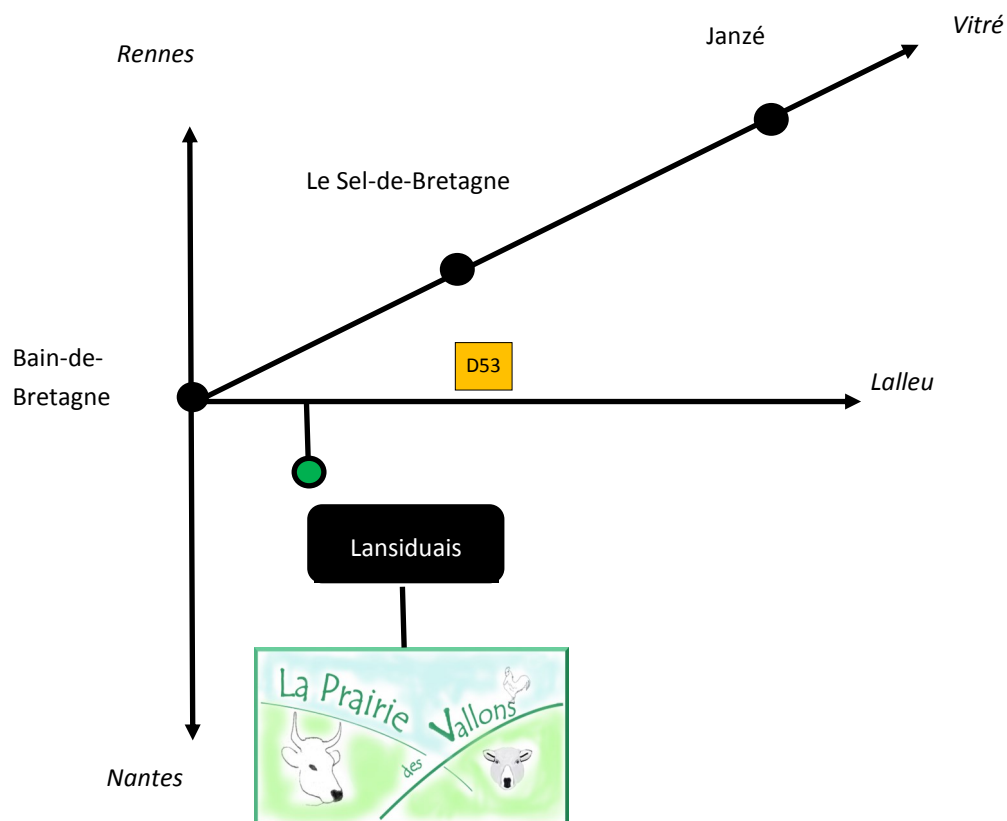 Janzé
Vitré
Rennes
Le Sel-de-Bretagne
Bain-de-
Bretagne
D53
Lalleu
Lansiduais
La Prairie
des Vallons
Nantes